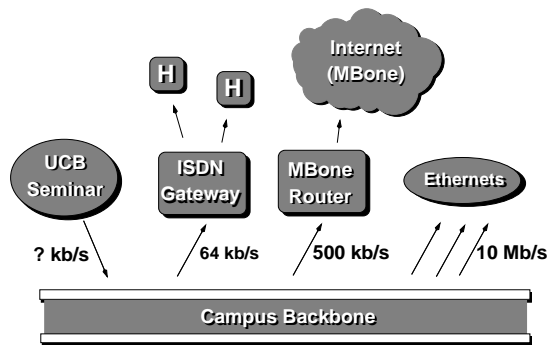 Internet
(MBone)
H
H
UCB
Seminar
ISDN
Gateway
MBone
Router
Ethernets
? kb/s
64 kb/s
500 kb/s
10 Mb/s
Campus Backbone